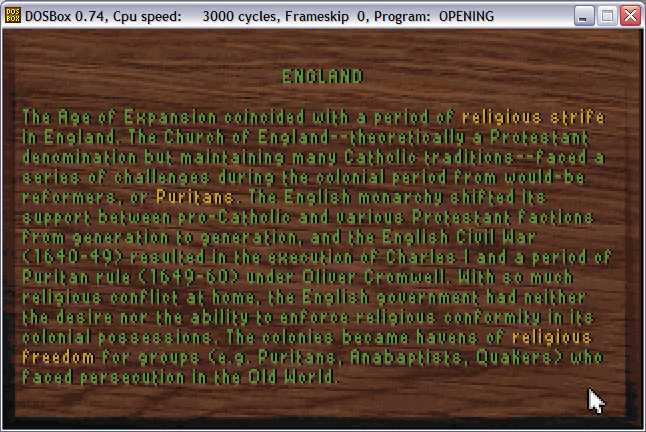 DOSBox 0.74, Cpu speed: 3000 cycles, Frameskip 0, Program: OPENING
ENGLAND
The Age of Expansion coincided with a period of religious strife
in England. The Church of England--theoretically a Protestant
denomination but maintaining many Catholic traditions--faced a
series of challenges during the colonial period from would-be
reformers, or Puritans. The English monarchy shifted its
support between pro-Catholic and various Protestant factions
from generation to generation, and the English Civil War
(1640-49) resulted in the execution of Charles I and a period of
Puritan rule (1649-60) under Oliver Cromwell. With so much
religious conflict at home, the English government had neither
the desire nor the ability to enforce religious conformity in its
colonial possessions. The colonies became havens of religious
freedom for groups (e.g. Puritans, Anabaptists, Quakers) who
faced persecution in the Old World.